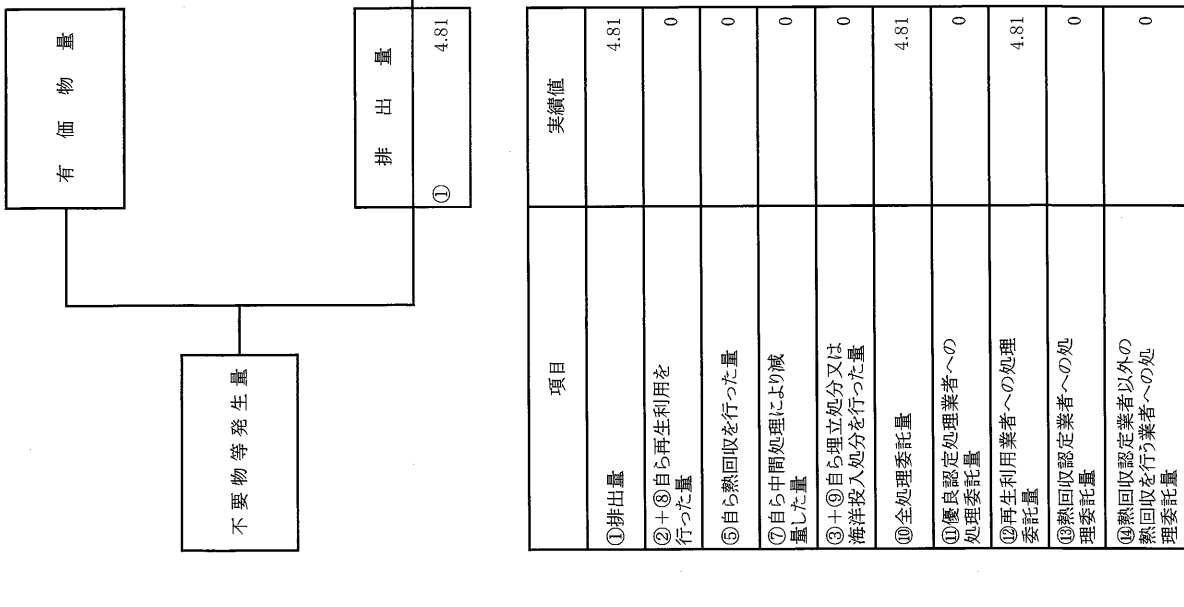 有価物量
不要物等発生量
排出量
① 4.81
項目 実績値
①排出量 4.81
②+⑧自ら再生利用を
行った量 0
⑤自ら熱回収を行った量 0
⑦自ら中間処理により減
量した量 0
③+⑨自ら埋立処分又は
海洋投入処分を行った量 0
⑩全処理委託量 4.81
⑪優良認定処理業者への
処理委託量 0
⑫再生利用業者への処理
委託量 4.81
⑬熱回収認定業者への処
理委託量 0
⑭熱回収認定業者以外の
熱回収を行う業者への処
理委託量 0